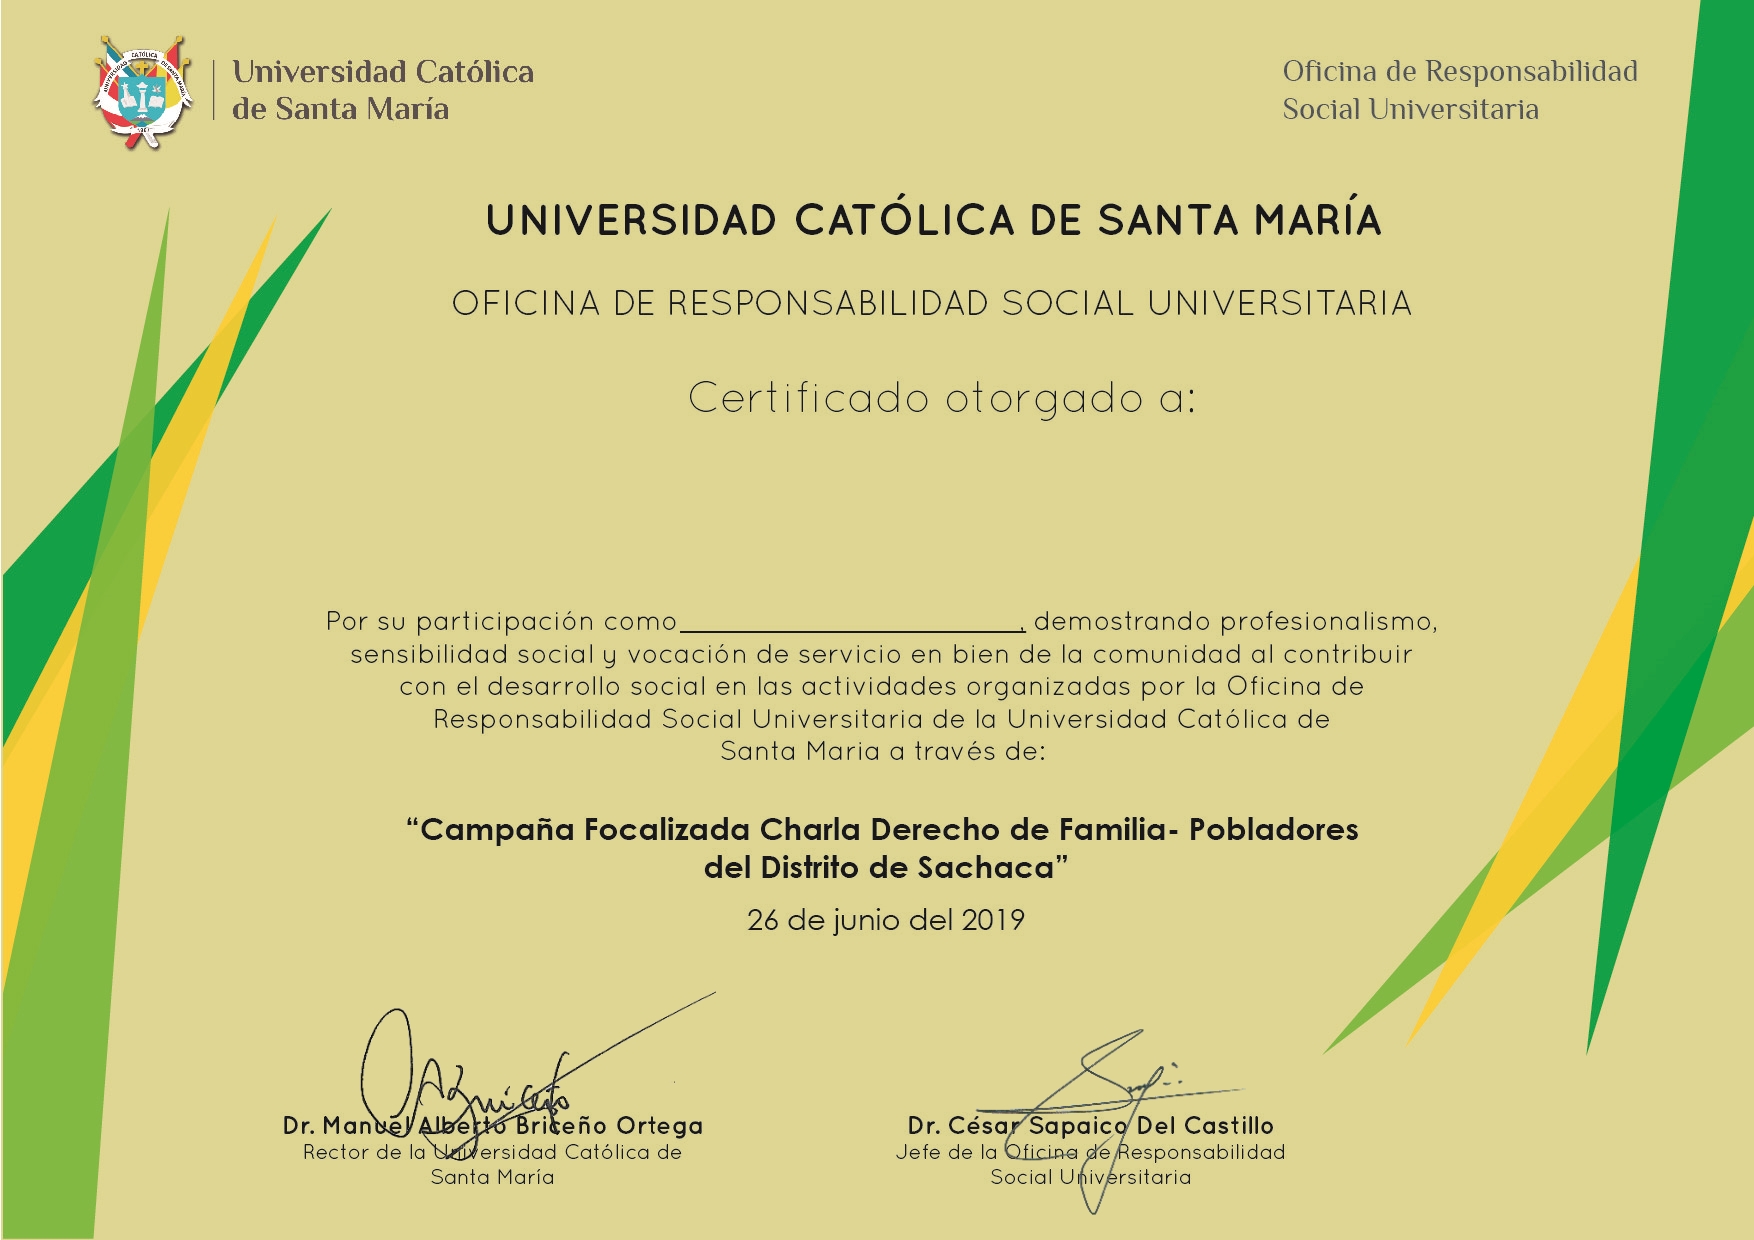 Universidad Católica
de Santa María
Oficina de Responsabilidad
Social Universitaria
UNIVERSIDAD CATÓLICA DE SANTA MARÍA
OFICINA DE RESPONSABILIDAD SOCIAL UNIVERSITARIA
Certificado otorgado a:
Por su participación como____________________, demostrando profesionalismo,
sensibilidad social y vocación de servicio en bien de la comunidad al contribuir
con el desarrollo social en las actividades organizadas por la Oficina de
Responsabilidad Social Universitaria de la Universidad Católica de
Santa Maria a través de:
“Campaña Focalizada Charla Derecho de Familia- Pobladores
del Distrito de Sachaca”
26 de junio del 2019
Dr. Manuel Alberto Briceño Ortega
Rector de la Universidad Católica de
Santa María
Dr. César Sapaico Del Castillo
Jefe de la Oficina de Responsabilidad
Social Universitaria